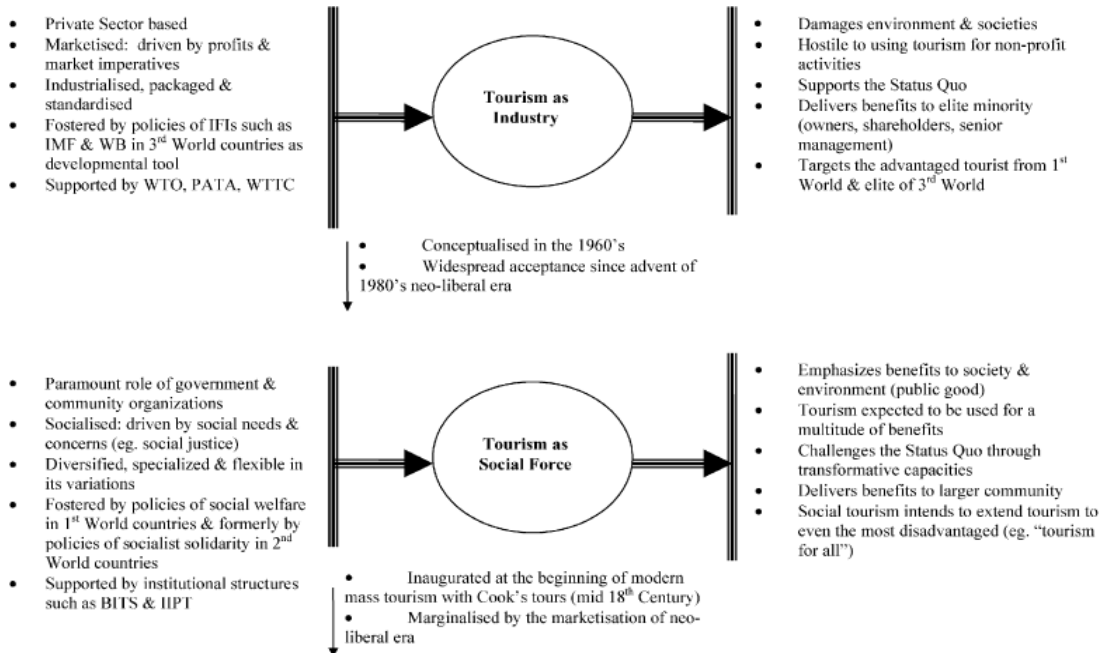 • Private Sector based
• Marketised: driven by profits &
market imperatives
• Industrialised, packaged &
standardised
• Fostered by policies of IFIs such as
IMF & WB in 3rd World countries as
developmental tool
• Supported by WTO, PATA, WTTC
Tourism as
Industry
• Damages environment & societies
• Hostile to using tourism for non-profit
activities
• Supports the Status Quo
• Delivers benefits to elite minority
(owners, shareholders, senior
management)
• Targets the advantaged tourist from 1st
World & elite of 3rd World
• Conceptualised in the 1960's
• Widespread acceptance since advent of
1980's neo-liberal era
• Paramount role of government &
community organizations
• Socialised: driven by social needs &
concerns (eg. social justice)
• Diversified, specialized & flexible in
its variations
• Fostered by policies of social welfare
in 1st World countries & formerly by
policies of socialist solidarity in 2nd
World countries
• Supported by institutional structures
such as BITS & IIPT
Tourism as
Social Force
• Emphasizes benefits to society &
environment (public good)
• Tourism expected to be used for a
multitude of benefits
• Challenges the Status Quo through
transformative capacities
• Delivers benefits to larger community
• Social tourism intends to extend tourism to
even the most disadvantaged (eg. "tourism
for all")
• Inaugurated at the beginning of modern
mass tourism with Cook's tours (mid 18th Century)
• Marginalised by the marketisation of neo-
liberal era